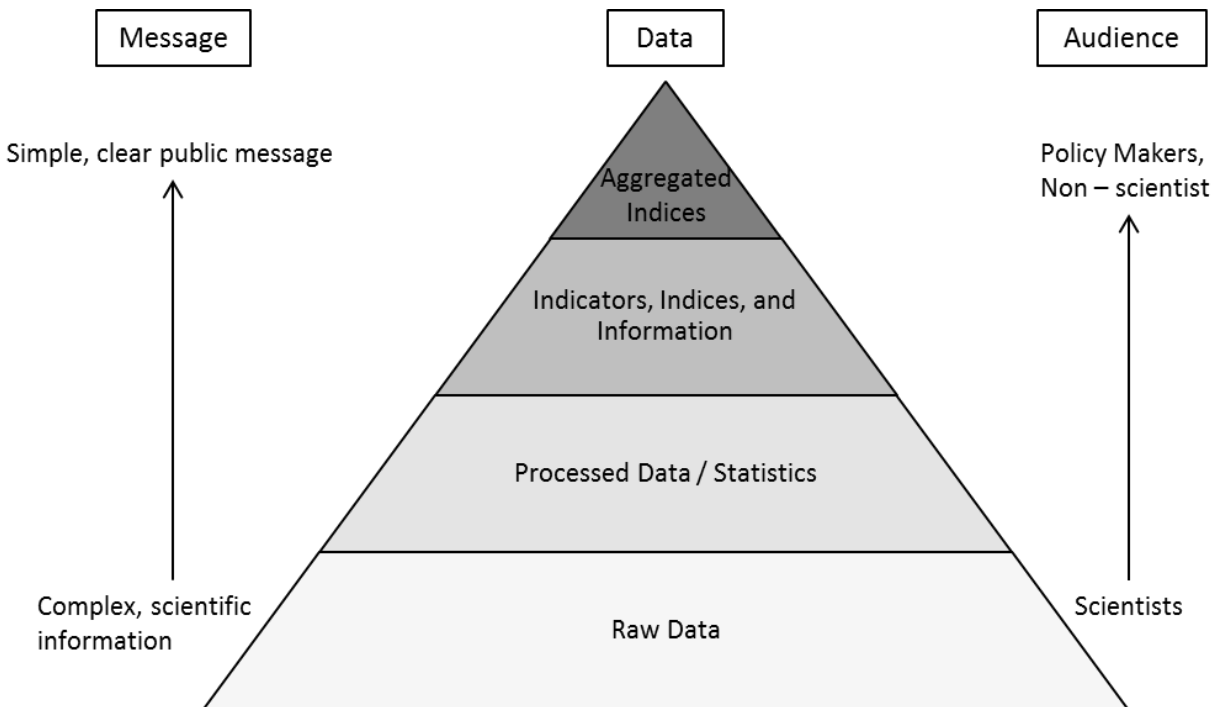 Message
Data
Audience
Simple, clear public message
Policy Makers,
Non – scientist
Aggregated
Indices
Indicators, Indices, and
Information
Processed Data / Statistics
Complex, scientific
information
Raw Data
Scientists